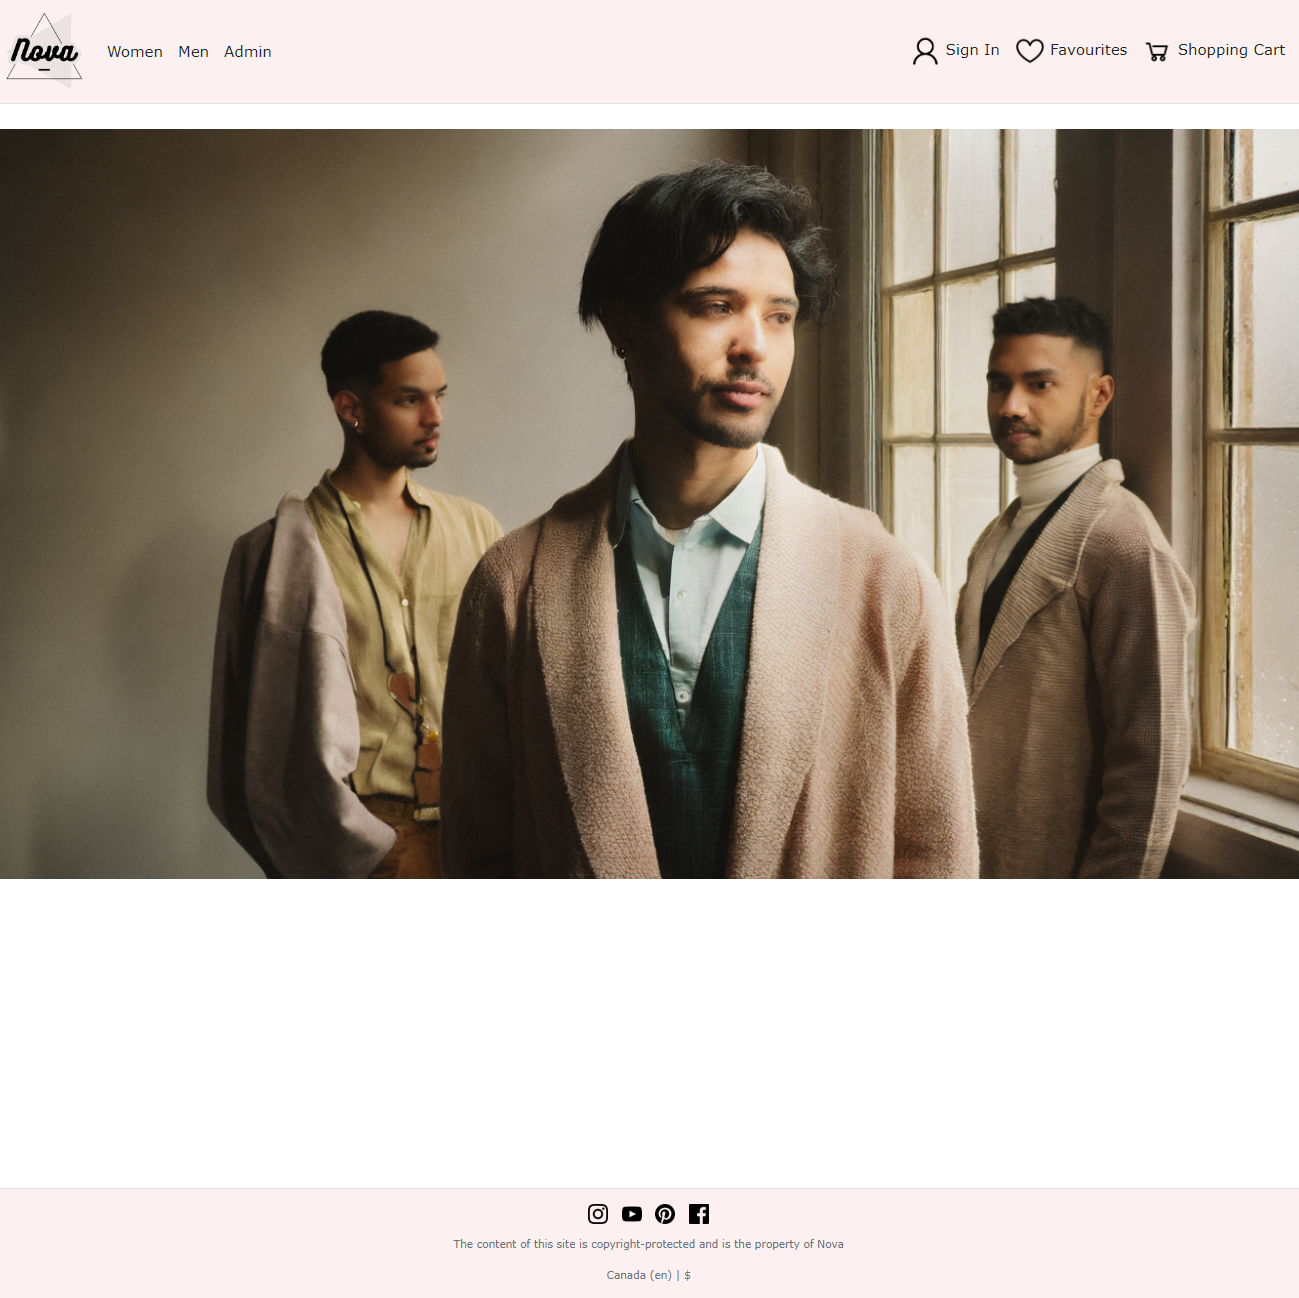 Nova
Women Men Admin
Sign In Favourites Shopping Cart
The content of this site is copyright-protected and is the property of Nova
Canada (en) | $